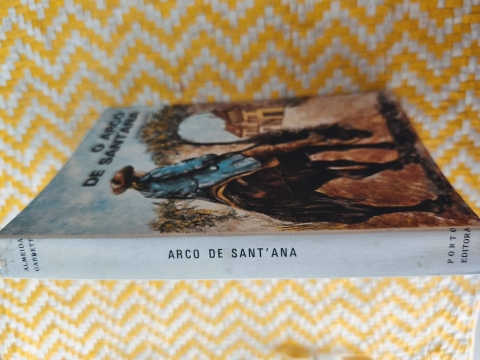 O ARCO
DE SANT'ANA
ALMEIDA
GARRETT
ARCO DE SANT'ANA
PORTO
EDITORA